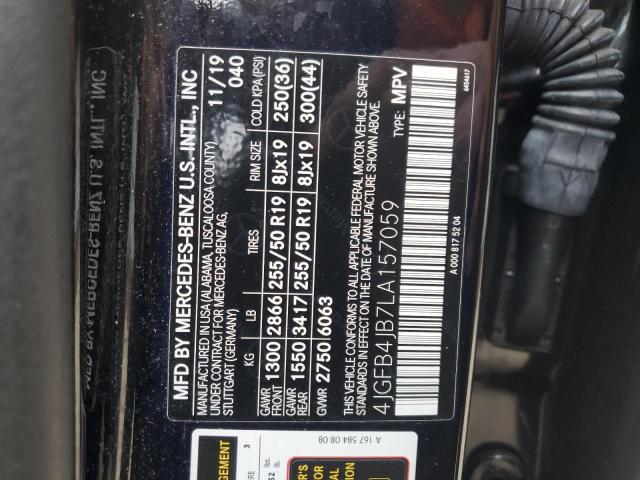 MFD BY MERCEDES-BENZ U.S. INTL., INC
MANUFACTURED IN USA (ALABAMA, TUSCALOOSA COUNTY) 11/19
UNDER CONTRACT FOR MERCEDES-BENZ AG, 040
STUTTGART (GERMANY)
KG LB TIRES RIM SIZE COLD KPA(PSI)
GAWR FRONT 1300 2866 255/50 R19 8Jx19 250(36)
GAWR REAR 1550 3417 255/50 R19 8Jx19 300(44)
GVWR 2750 6063
THIS VEHICLE CONFORMS TO ALL APPLICABLE FEDERAL MOTOR VEHICLE SAFETY
STANDARDS IN EFFECT ON THE DATE OF MANUFACTURE SHOWN ABOVE.
4JGFB4JB7LA157059 TYPE: MPV
A 000 817 52 04
6454617
A 167 584 08 08
3